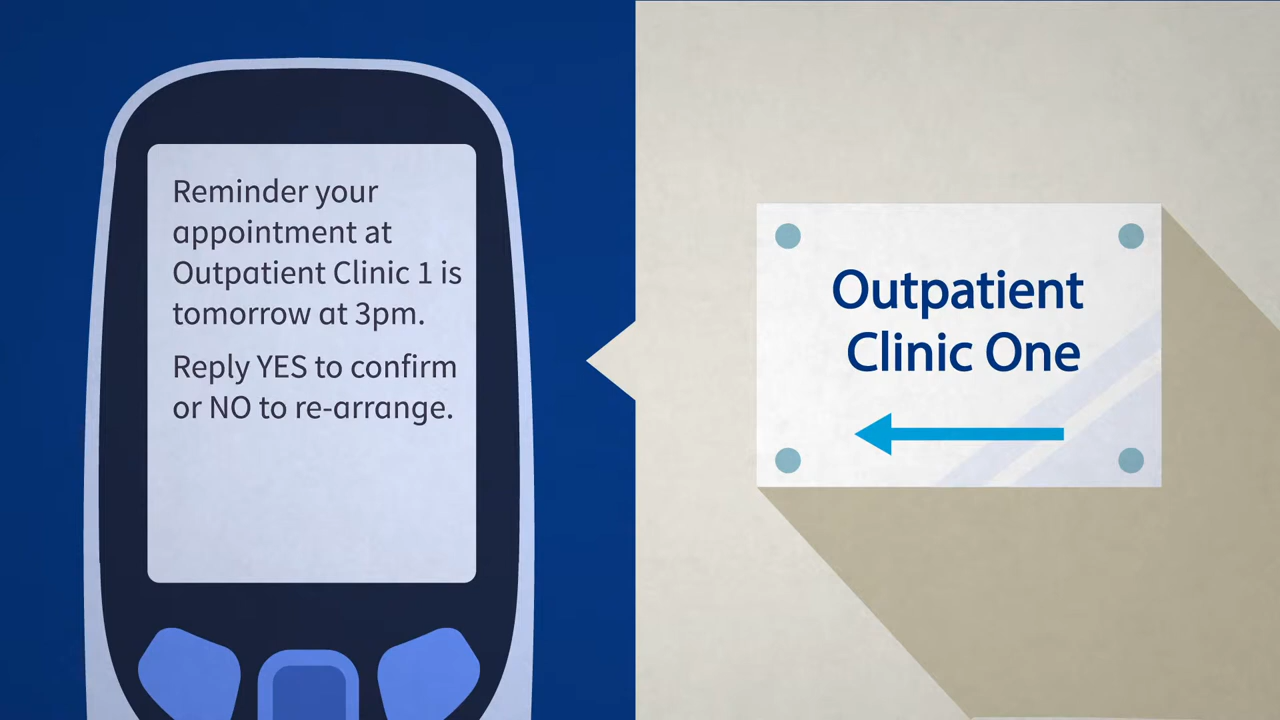 Reminder your
appointment at
Outpatient Clinic 1 is
tomorrow at 3pm.
Reply YES to confirm
or NO to re-arrange.
Outpatient
Clinic One